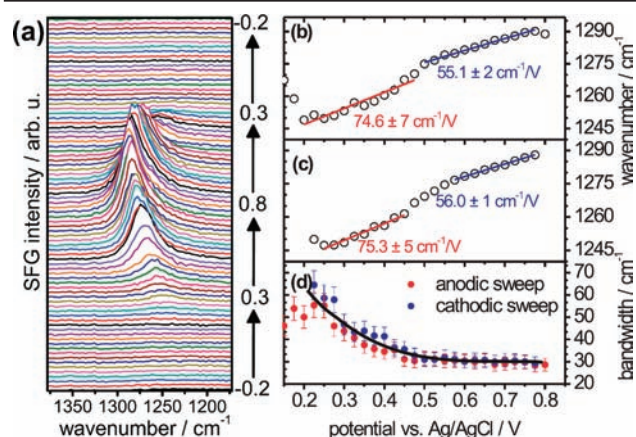 (a)
SFG intensity / arb. u.
1350 1300 1250 1200
wavenumber / cm⁻¹
-0.2
0.3
0.8
0.3
-0.2
(b)
55.1 ± 2 cm⁻¹/V
74.6 ± 7 cm⁻¹/V
1290
1275
1260
1245
wavenumber / cm⁻¹
(c)
56.0 ± 1 cm⁻¹/V
75.3 ± 5 cm⁻¹/V
1290
1275
1260
1245
(d)
anodic sweep
cathodic sweep
70
60
50
40
30
20
bandwidth / cm⁻¹
0.2 0.3 0.4 0.5 0.6 0.7 0.8
potential vs. Ag/AgCl / V